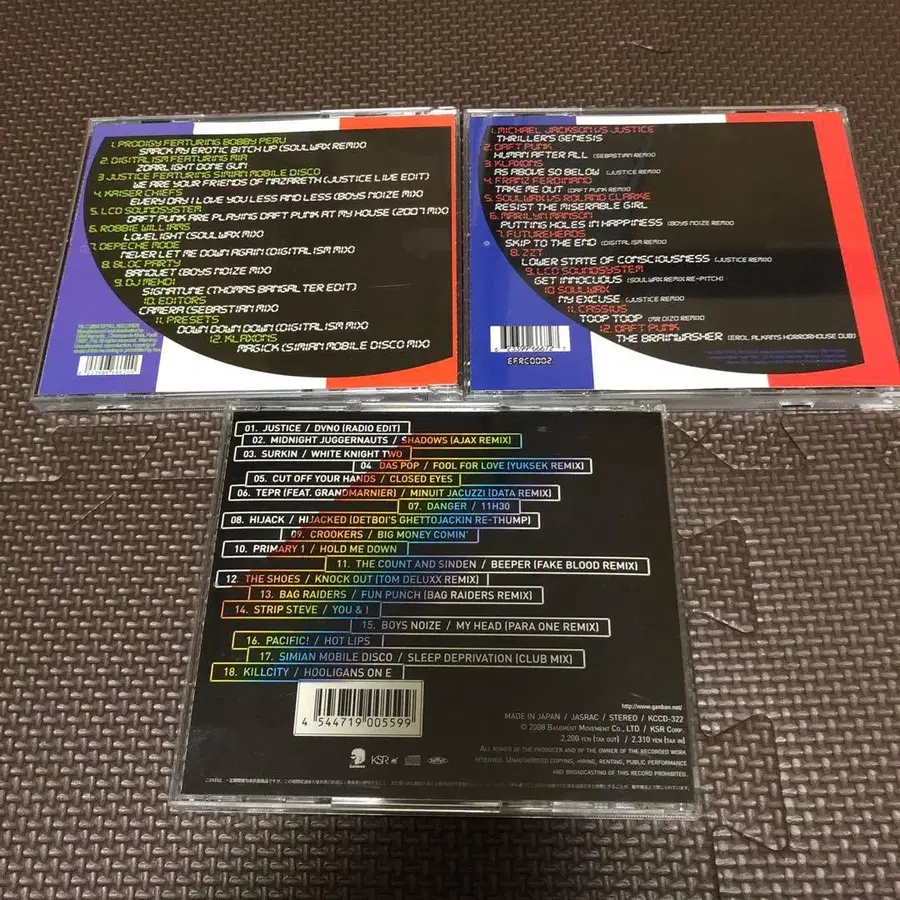 1. PRODIGY FEATURING BOBBY PERU
SMACK MY EROTIC BITCH UP (SOULWAX REMIX)
2. DIGITALISM FEATURING MIA
ZDARLIGHT DONE GUN
3 JUSTICE FEATURING SIMIAN MOBILE DISCO
WE ARE YOUR FRIENDS OF NAZARETH (JUSTICE LIVE EDIT)
4. KAISER CHIEFS
EVERY DAY I LOVE YOU LESS AND LESS (BOYS NOIZE MIX)
5. LCD SOUNDSYSTEM
DAFT PUNK ARE PLAYING DAFT PUNK AT MY HOUSE (2007 MIX)
6. ROBBIE WILLIAMS
LOVELIGHT (SOULWAX MIX)
7. DEPECHE MODE
NEVER LET ME DOWN AGAIN (DIGITALISM MIX)
8. BLOC PARTY
BANQUET (BOYS NOIZE MIX)
9. DJ MEHDI
SIGNATUNE (THOMAS BANGALTER EDIT)
10. EDITORS
CAMERA (SEBASTIAN MIX)
11. PRESETS
DOWN DOWN DOWN (DIGITALISM MIX)
12. KLAXONS
MAGICK (SIMIAN MOBILE DISCO MIX)
1. MICHAEL JACKSON VS JUSTICE
THRILLER'S GENESIS
2. DAFT PUNK
HUMAN AFTER ALL (SEBASTIAN REMIX)
3. KLAXONS
AS ABOVE SO BELOW (JUSTICE REMIX)
4. FRANZ FERDINAND
TAKE ME OUT (DAFT PUNK REMIX)
5. SOULWAX VS ROLAND CLARKE
RESIST THE MISERABLE GIRL
6. MARILYN MANSON
PUTTING HOLES IN HAPPINESS (BOYS NOIZE REMIX)
7. FUTUREHEADS
SKIP TO THE END (DIGITALISM REMIX)
8. ZZT
LOWER STATE OF CONSCIOUSNESS (JUSTICE REMIX)
9. LCD SOUNDSYSTEM
GET INNOCUOUS (SOULWAX REMIX RE-PITCH)
10 SOULWAX
NY EXCUSE (JUSTICE REMIX)
11. CASSIUS
TOOP TOOP (MR OIZO REMIX)
12. DAFT PUNK
THE BRAINWASHER (EROL ALKAN'S HORRORHOUSE DUB)
EFRCD002
01. JUSTICE / DVNO (RADIO EDIT)
02. MIDNIGHT JUGGERNAUTS / SHADOWS (AJAX REMIX)
03. SURKIN / WHITE KNIGHT TWO
04. DAS POP / FOOL FOR LOVE (YUKSEK REMIX)
05. CUT OFF YOUR HANDS / CLOSED EYES
06. TEPR (FEAT. GRANDMARNIER) / MINUIT JACUZZI (DATA REMIX)
07. DANGER / 11H30
08. HIJACK / HIJACKED (DETBOI'S GHETTOJACKIN RE-THUMP)
09. CROOKERS / BIG MONEY COMIN'
10. PRIMARY 1 / HOLD ME DOWN
11. THE COUNT AND SINDEN / BEEPER (FAKE BLOOD REMIX)
12. THE SHOES / KNOCK OUT (TOM DELUXX REMIX)
13. BAG RAIDERS / FUN PUNCH (BAG RAIDERS REMIX)
14. STRIP STEVE / YOU & I
15. BOYS NOIZE / MY HEAD (PARA ONE REMIX)
16. PACIFIC! / HOT LIPS
17. SIMIAN MOBILE DISCO / SLEEP DEPRIVATION (CLUB MIX)
18. KILLCITY / HOOLIGANS ON E
4 544719 005599
http://www.ganban.net/
MADE IN JAPAN / JASRAC / STEREO / KCCD-322
© 2008 BASEMENT MOVEMENT CO., LTD / KSR CORP.
2,200 YEN (TAX OUT) / 2,310 YEN (TAX IN)
ALL RIGHTS OF THE PRODUCER AND OF THE OWNER OF THE RECORDED WORK
RESERVED. UNAUTHORISED COPYING, HIRING, RENTING, PUBLIC PERFORMANCE
AND BROADCASTING OF THIS RECORD PROHIBITED.
GANBAN
KSR